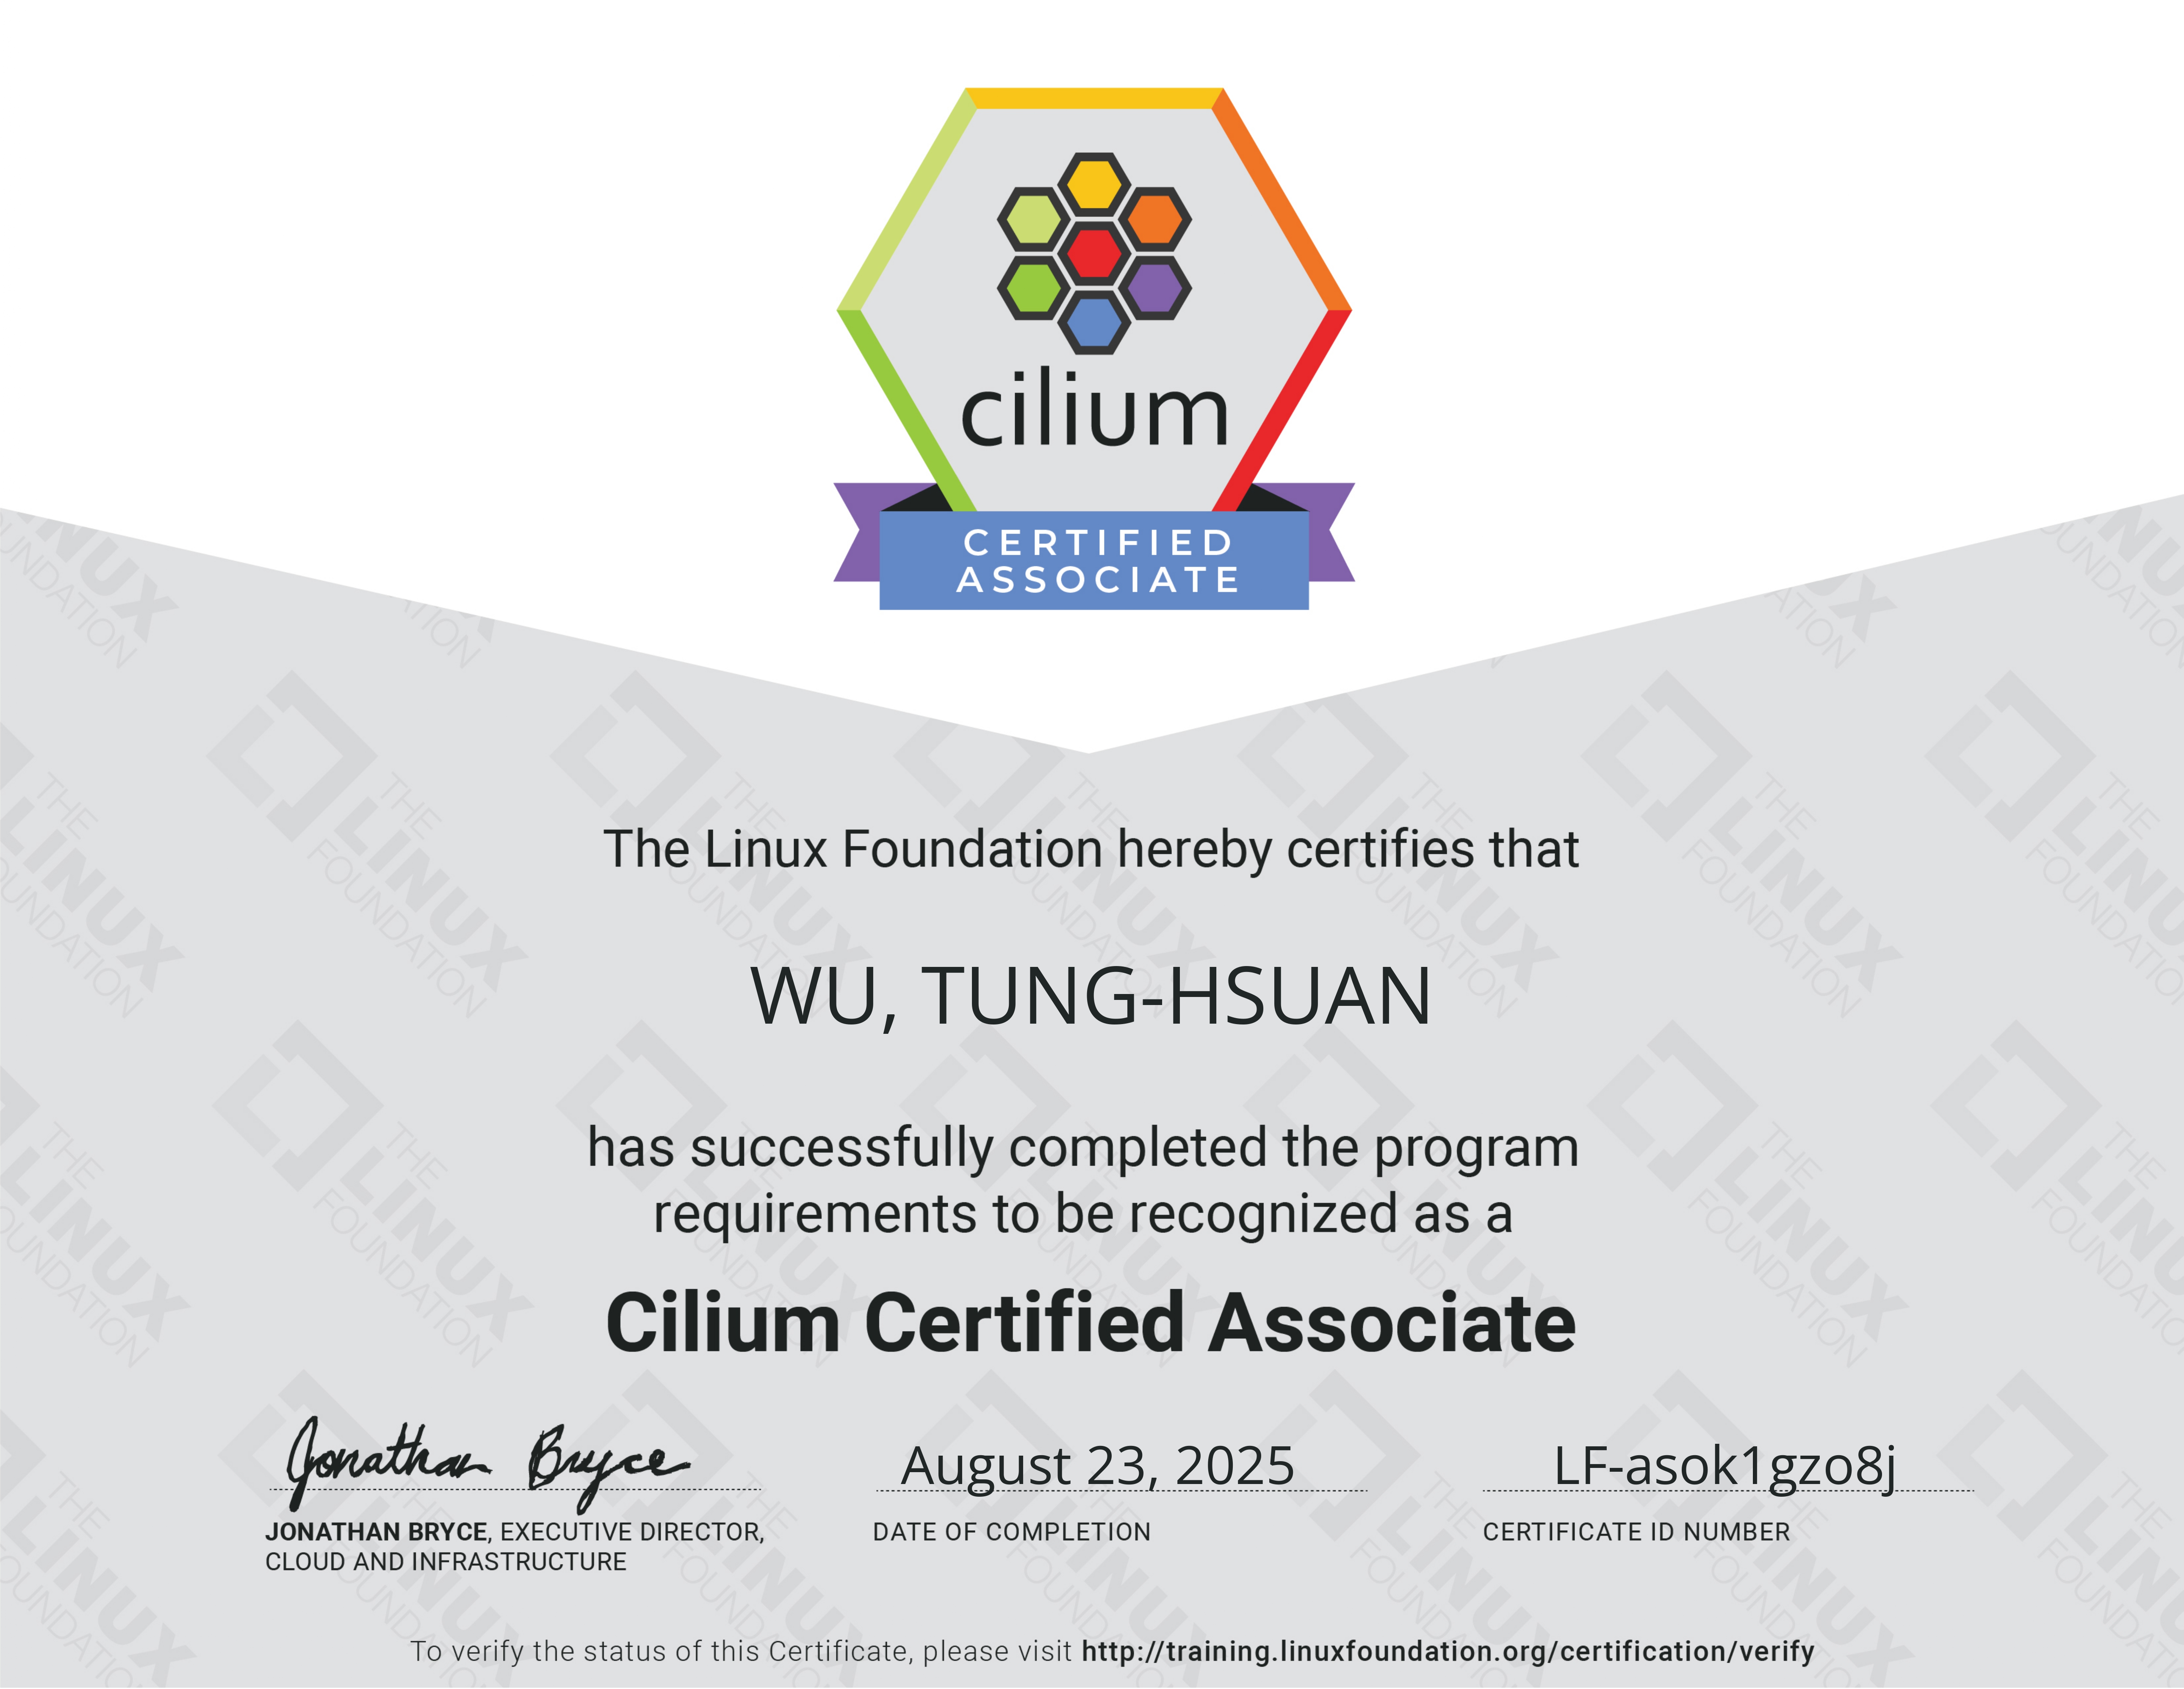 cilium
CERTIFIED
ASSOCIATE
The Linux Foundation hereby certifies that
WU, TUNG-HSUAN
has successfully completed the program
requirements to be recognized as a
Cilium Certified Associate
Jonathan Bryce
August 23, 2025
LF-asok1gzo8j
JONATHAN BRYCE, EXECUTIVE DIRECTOR,
CLOUD AND INFRASTRUCTURE
DATE OF COMPLETION
CERTIFICATE ID NUMBER
To verify the status of this Certificate, please visit http://training.linuxfoundation.org/certification/verify
THE
LINUX
FOUNDATION